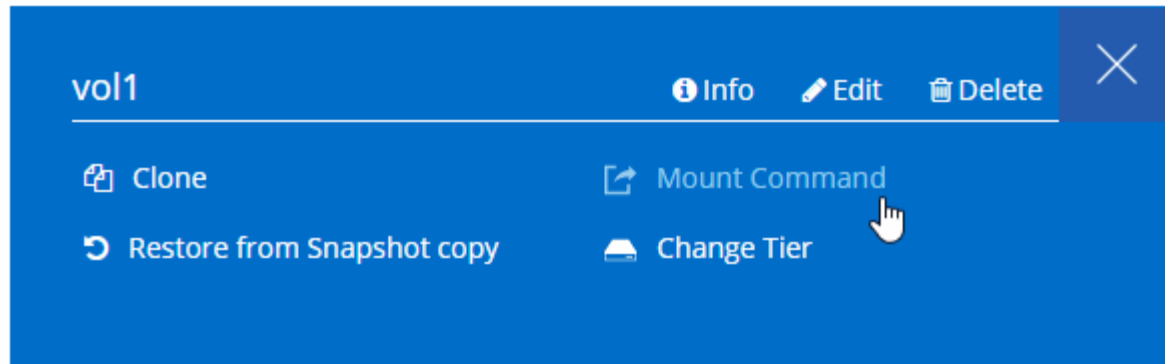 vol1 Info Edit Delete
Clone Mount Command
Restore from Snapshot copy Change Tier